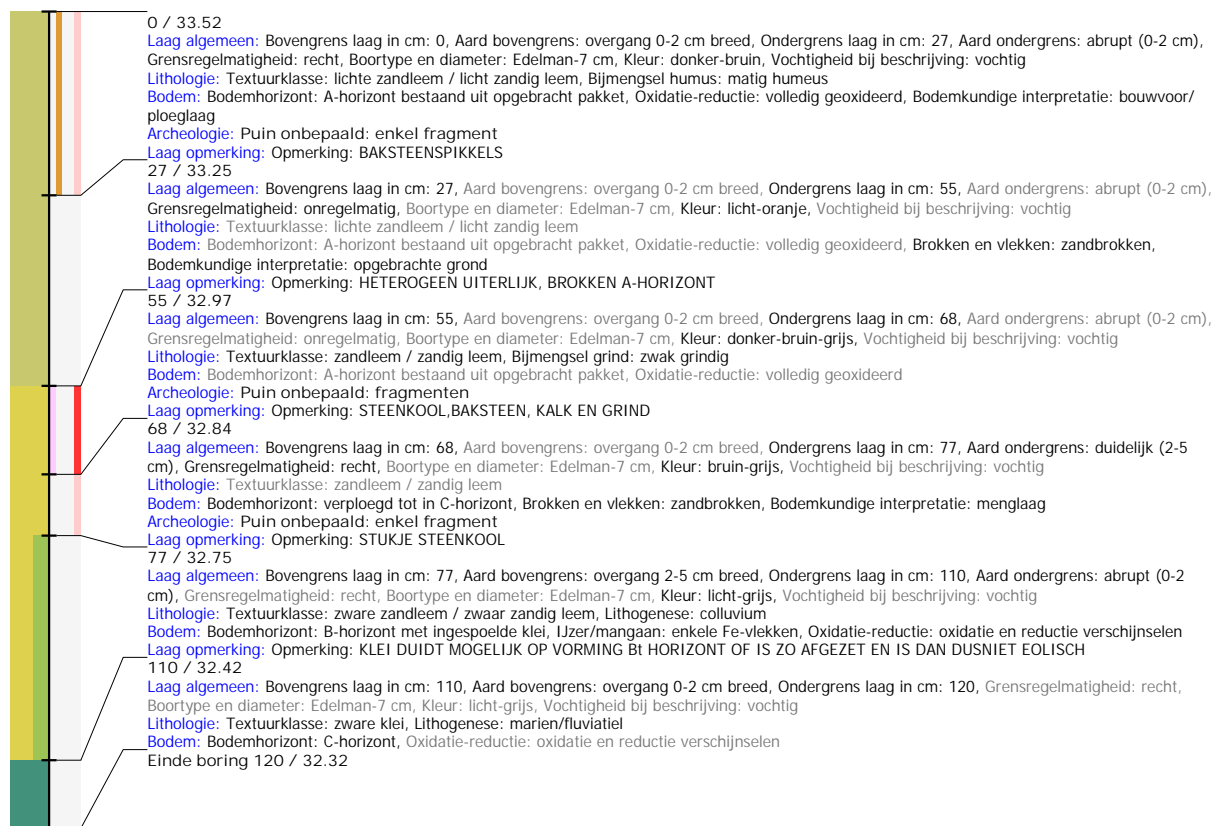 0 / 33.52
Laag algemeen: Bovengrens laag in cm: 0, Aard bovengrens: overgang 0-2 cm breed, Ondergrens laag in cm: 27, Aard ondergrens: abrupt (0-2 cm),
Grensregelmatigheid: recht, Boortype en diameter: Edelman-7 cm, Kleur: donker-bruin, Vochtigheid bij beschrijving: vochtig
Lithologie: Textuurklasse: lichte zandleem / licht zandig leem, Bijmengsel humus: matig humeus
Bodem: Bodemhorizont: A-horizont bestaand uit opgebracht pakket, Oxidatie-reductie: volledig geoxideerd, Bodemkundige interpretatie: bouwvoor/
ploeglaag
Archeologie: Puin onbepaald: enkel fragment
Laag opmerking: Opmerking: BAKSTEENSPIKKELS
27 / 33.25
Laag algemeen: Bovengrens laag in cm: 27, Aard bovengrens: overgang 0-2 cm breed, Ondergrens laag in cm: 55, Aard ondergrens: abrupt (0-2 cm),
Grensregelmatigheid: onregelmatig, Boortype en diameter: Edelman-7 cm, Kleur: licht-oranje, Vochtigheid bij beschrijving: vochtig
Lithologie: Textuurklasse: lichte zandleem / licht zandig leem
Bodem: Bodemhorizont: A-horizont bestaand uit opgebracht pakket, Oxidatie-reductie: volledig geoxideerd, Brokken en vlekken: zandbrokken,
Bodemkundige interpretatie: opgebrachte grond
Laag opmerking: Opmerking: HETEROGEEN UITERLIJK, BROKKEN A-HORIZONT
55 / 32.97
Laag algemeen: Bovengrens laag in cm: 55, Aard bovengrens: overgang 0-2 cm breed, Ondergrens laag in cm: 68, Aard ondergrens: abrupt (0-2 cm),
Grensregelmatigheid: onregelmatig, Boortype en diameter: Edelman-7 cm, Kleur: donker-bruin-grijs, Vochtigheid bij beschrijving: vochtig
Lithologie: Textuurklasse: zandleem / zandig leem, Bijmengsel grind: zwak grindig
Bodem: Bodemhorizont: A-horizont bestaand uit opgebracht pakket, Oxidatie-reductie: volledig geoxideerd
Archeologie: Puin onbepaald: fragmenten
Laag opmerking: Opmerking: STEENKOOL,BAKSTEEN, KALK EN GRIND
68 / 32.84
Laag algemeen: Bovengrens laag in cm: 68, Aard bovengrens: overgang 0-2 cm breed, Ondergrens laag in cm: 77, Aard ondergrens: duidelijk (2-5
cm), Grensregelmatigheid: recht, Boortype en diameter: Edelman-7 cm, Kleur: bruin-grijs, Vochtigheid bij beschrijving: vochtig
Lithologie: Textuurklasse: zandleem / zandig leem
Bodem: Bodemhorizont: verploegd tot in C-horizont, Brokken en vlekken: zandbrokken, Bodemkundige interpretatie: menglaag
Archeologie: Puin onbepaald: enkel fragment
Laag opmerking: Opmerking: STUKJE STEENKOOL
77 / 32.75
Laag algemeen: Bovengrens laag in cm: 77, Aard bovengrens: overgang 2-5 cm breed, Ondergrens laag in cm: 110, Aard ondergrens: abrupt (0-2
cm), Grensregelmatigheid: recht, Boortype en diameter: Edelman-7 cm, Kleur: licht-grijs, Vochtigheid bij beschrijving: vochtig
Lithologie: Textuurklasse: zware zandleem / zwaar zandig leem, Lithogenese: colluvium
Bodem: Bodemhorizont: B-horizont met ingespoelde klei, IJzer/mangaan: enkele Fe-vlekken, Oxidatie-reductie: oxidatie en reductie verschijnselen
Laag opmerking: Opmerking: KLEI DUIDT MOGELIJK OP VORMING Bt HORIZONT OF IS ZO AFGEZET EN IS DAN DUSNIET EOLISCH
110 / 32.42
Laag algemeen: Bovengrens laag in cm: 110, Aard bovengrens: overgang 0-2 cm breed, Ondergrens laag in cm: 120, Grensregelmatigheid: recht,
Boortype en diameter: Edelman-7 cm, Kleur: licht-grijs, Vochtigheid bij beschrijving: vochtig
Lithologie: Textuurklasse: zware klei, Lithogenese: marien/fluviatiel
Bodem: Bodemhorizont: C-horizont, Oxidatie-reductie: oxidatie en reductie verschijnselen
Einde boring 120 / 32.32